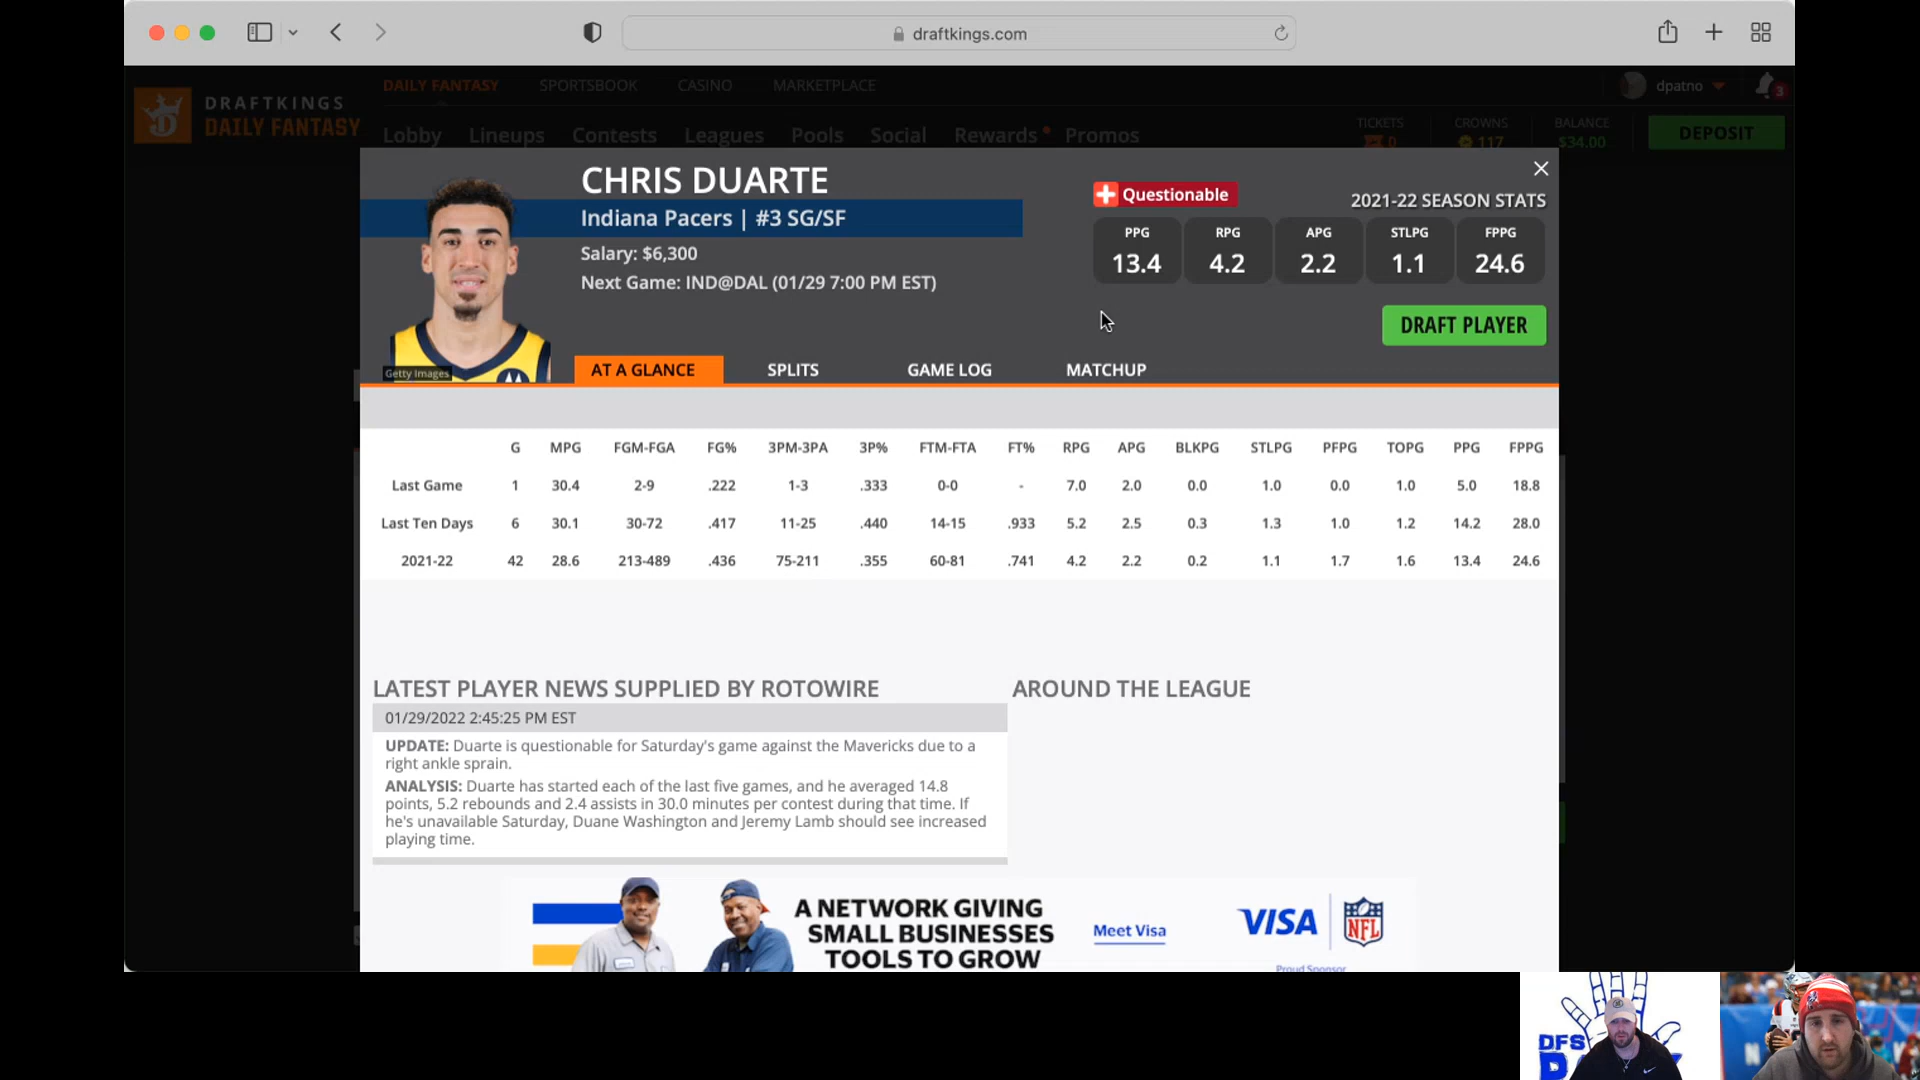 draftkings.com
DAILY FANTASY SPORTSBOOK CASINO MARKETPLACE
dpatno
3
DRAFTKINGS
DAILY FANTASY
Lobby Lineups Contests Leagues Pools Social Rewards Promos
TICKETS CROWNS BALANCE
0 117 $34.00
DEPOSIT
CHRIS DUARTE
Indiana Pacers | #3 SG/SF
Salary: $6,300
Next Game: IND@DAL (01/29 7:00 PM EST)
Questionable
2021-22 SEASON STATS
PPG RPG APG STLPG FPPG
13.4 4.2 2.2 1.1 24.6
DRAFT PLAYER
Getty Images
AT A GLANCE SPLITS GAME LOG MATCHUP
G MPG FGM-FGA FG% 3PM-3PA 3P% FTM-FTA FT% RPG APG BLKPG STLPG PFPG TOPG PPG FPPG
Last Game 1 30.4 2-9 .222 1-3 .333 0-0 - 7.0 2.0 0.0 1.0 0.0 1.0 5.0 18.8
Last Ten Days 6 30.1 30-72 .417 11-25 .440 14-15 .933 5.2 2.5 0.3 1.3 1.0 1.2 14.2 28.0
2021-22 42 28.6 213-489 .436 75-211 .355 60-81 .741 4.2 2.2 0.2 1.1 1.7 1.6 13.4 24.6
LATEST PLAYER NEWS SUPPLIED BY ROTOWIRE
AROUND THE LEAGUE
01/29/2022 2:45:25 PM EST
UPDATE: Duarte is questionable for Saturday's game against the Mavericks due to a
right ankle sprain.
ANALYSIS: Duarte has started each of the last five games, and he averaged 14.8
points, 5.2 rebounds and 2.4 assists in 30.0 minutes per contest during that time. If
he's unavailable Saturday, Duane Washington and Jeremy Lamb should see increased
playing time.
A NETWORK GIVING
SMALL BUSINESSES
TOOLS TO GROW
Meet Visa
VISA
NFL
Proud Sponsor
DFS